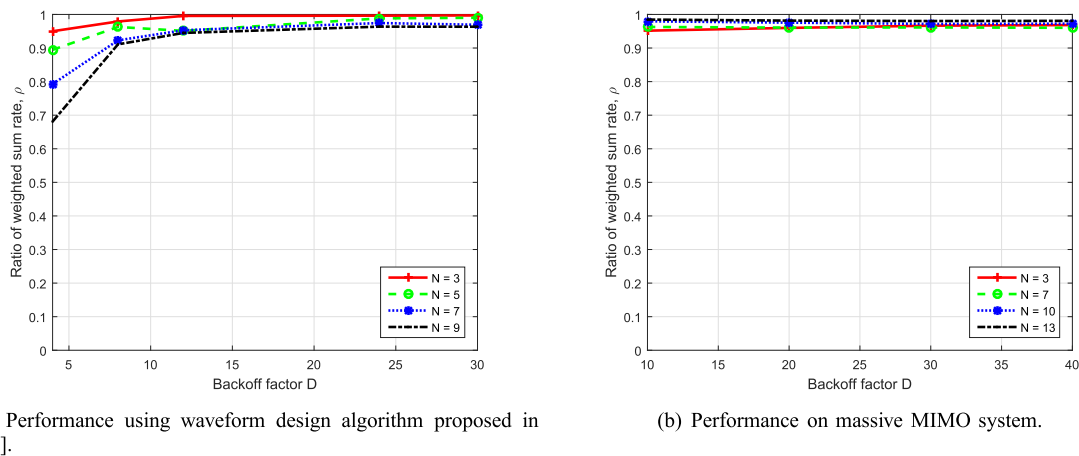 1
0.9
0.8
0.7
0.6
0.5
0.4
0.3
0.2
0.1
0
Ratio of weighted sum rate, ρ
N = 3
N = 5
N = 7
N = 9
5 10 15 20 25 30
Backoff factor D
1
0.9
0.8
0.7
0.6
0.5
0.4
0.3
0.2
0.1
0
Ratio of weighted sum rate, ρ
N = 3
N = 7
N = 10
N = 13
10 15 20 25 30 35 40
Backoff factor D
Performance using waveform design algorithm proposed in
].
(b) Performance on massive MIMO system.